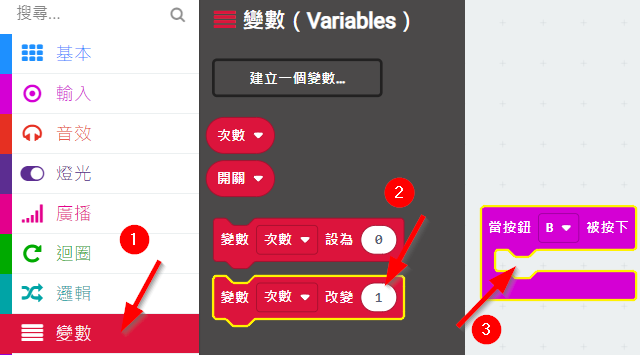 搜尋...
基本
輸入
音效
燈光
廣播
迴圈
邏輯
變數
1
變數 ( Variables )
建立一個變數...
次數
開關
變數 次數 設為 0
變數 次數 改變 1
2
當按鈕 B 被按下
3